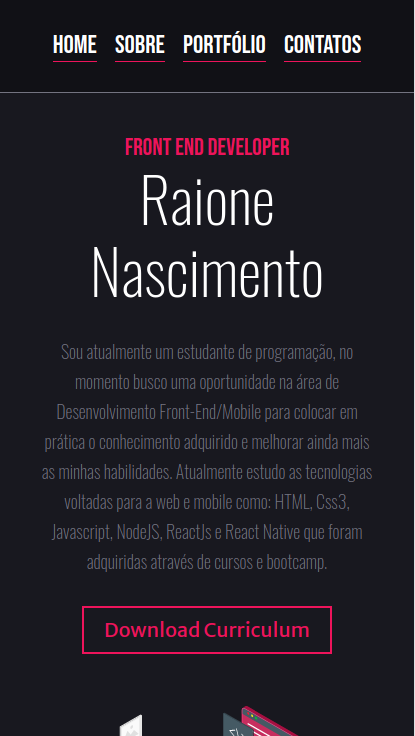 HOME SOBRE PORTFÓLIO CONTATOS
FRONT END DEVELOPER
Raione
Nascimento
Sou atualmente um estudante de programação, no
momento busco uma oportunidade na área de
Desenvolvimento Front-End/Mobile para colocar em
prática o conhecimento adquirido e melhorar ainda mais
as minhas habilidades. Atualmente estudo as tecnologias
voltadas para a web e mobile como: HTML, Css3,
Javascript, NodeJS, ReactJs e React Native que foram
adquiridas através de cursos e bootcamp.
Download Curriculum